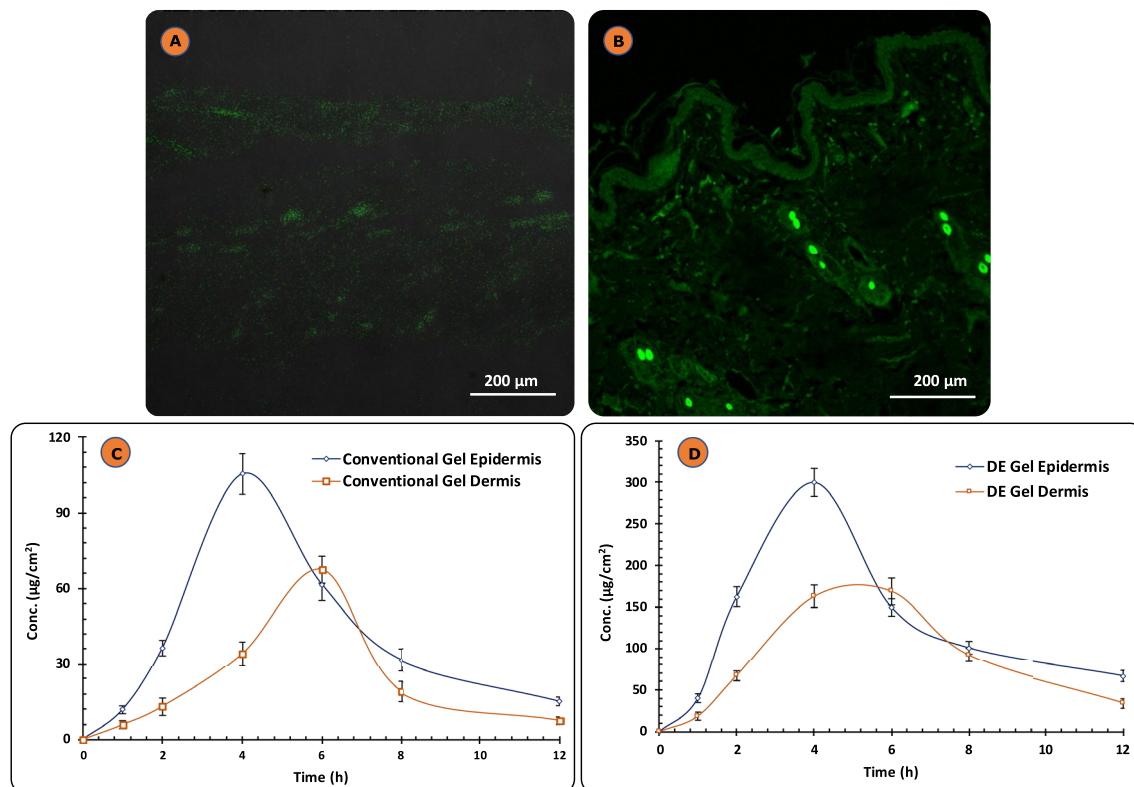 A
B
200 µm
200 µm
C
Conventional Gel Epidermis
Conventional Gel Dermis
120
90
60
30
0
0 2 4 6 8 10 12
Conc. (µg/cm²)
Time (h)
D
DE Gel Epidermis
DE Gel Dermis
350
300
250
200
150
100
50
0
0 2 4 6 8 10 12
Conc. (µg/cm²)
Time (h)